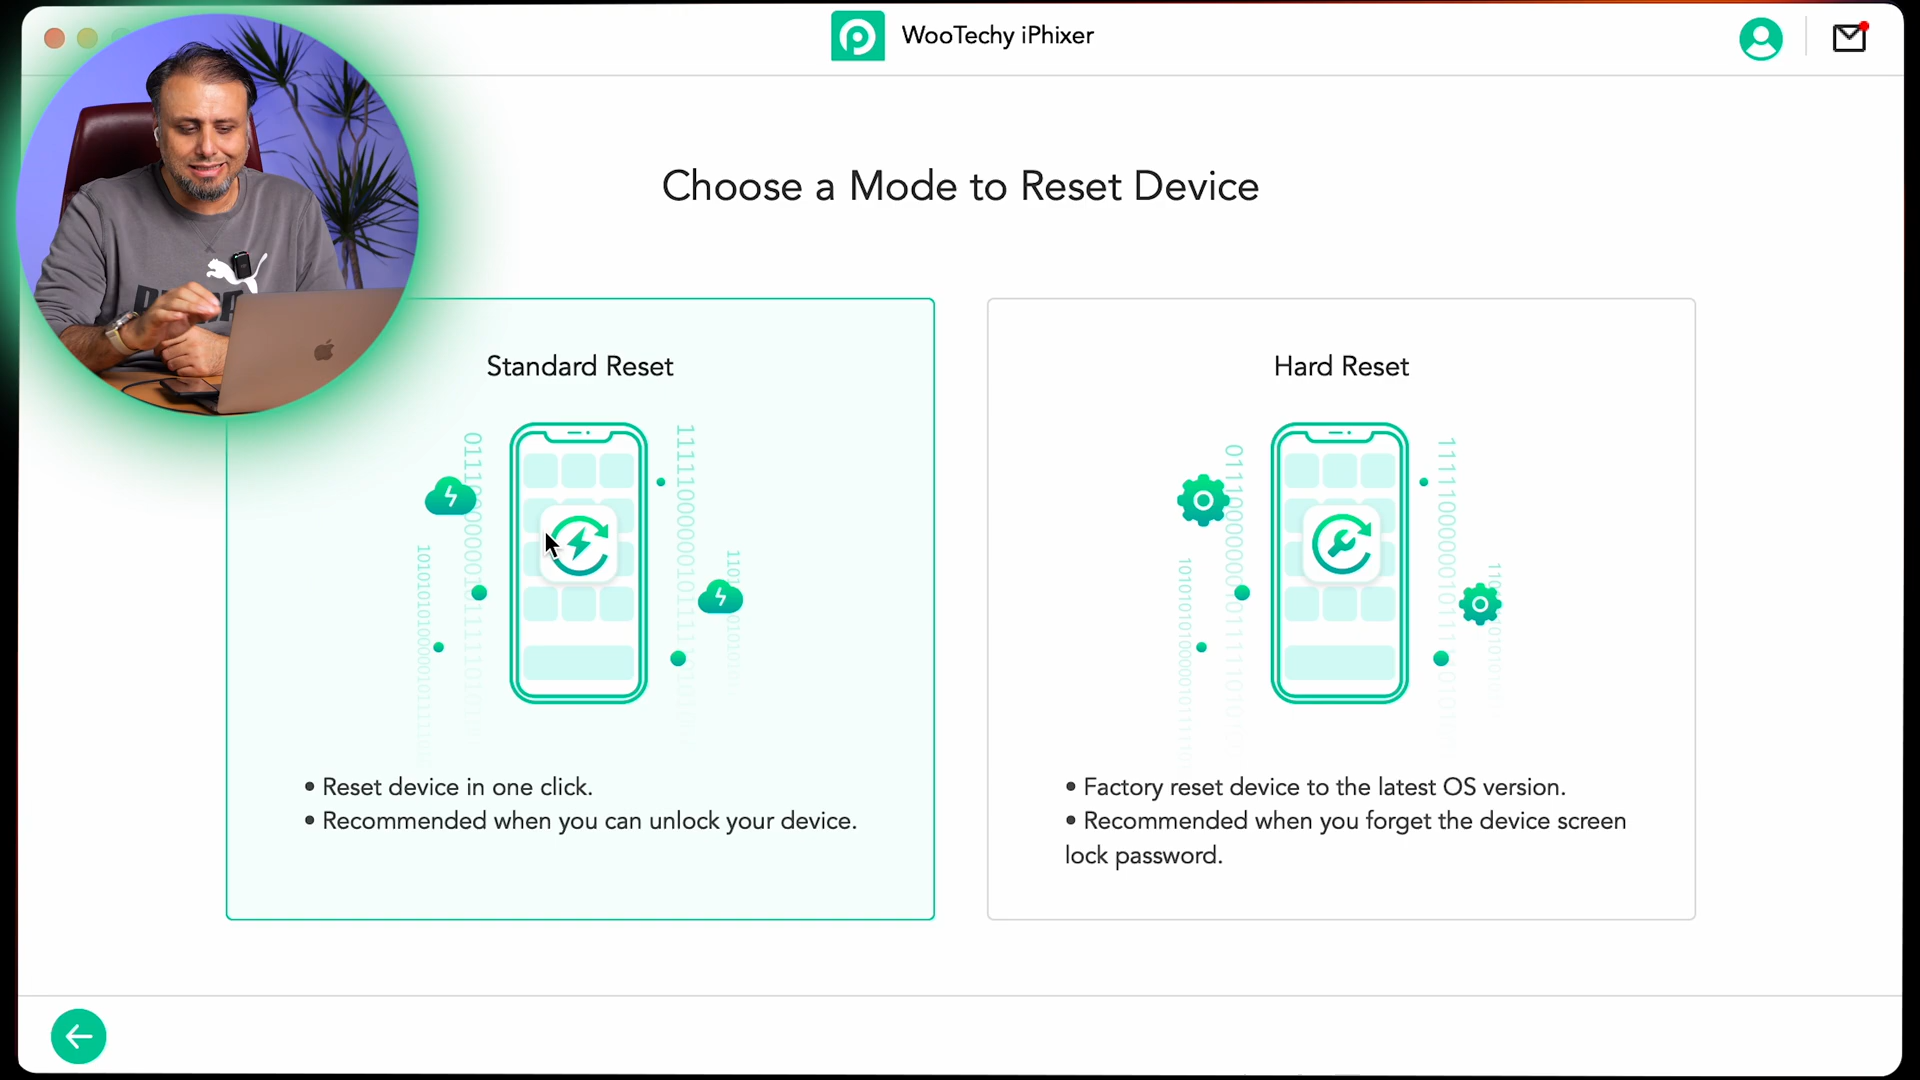 WooTechy iPhixer
Choose a Mode to Reset Device
Standard Reset
• Reset device in one click.
• Recommended when you can unlock your device.
Hard Reset
• Factory reset device to the latest OS version.
• Recommended when you forget the device screen
lock password.